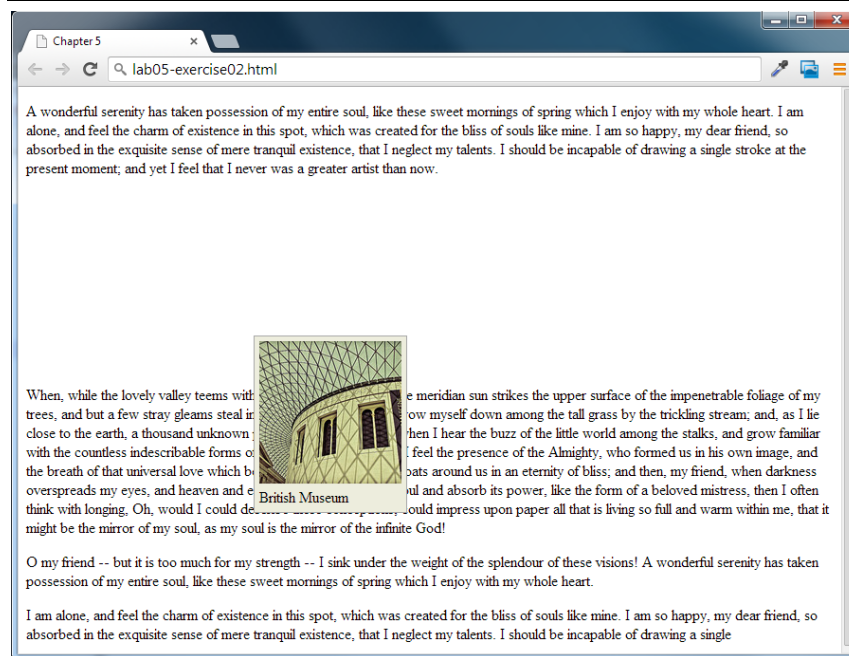 Chapter 5
lab05-exercise02.html
A wonderful serenity has taken possession of my entire soul, like these sweet mornings of spring which I enjoy with my whole heart. I am
alone, and feel the charm of existence in this spot, which was created for the bliss of souls like mine. I am so happy, my dear friend, so
absorbed in the exquisite sense of mere tranquil existence, that I neglect my talents. I should be incapable of drawing a single stroke at the
present moment; and yet I feel that I never was a greater artist than now.
When, while the lovely valley teems with e meridian sun strikes the upper surface of the impenetrable foliage of my
trees, and but a few stray gleams steal in ow myself down among the tall grass by the trickling stream; and, as I lie
close to the earth, a thousand unknown hen I hear the buzz of the little world among the stalks, and grow familiar
with the countless indescribable forms o I feel the presence of the Almighty, who formed us in his own image, and
the breath of that universal love which be oats around us in an eternity of bliss; and then, my friend, when darkness
overspreads my eyes, and heaven and e ul and absorb its power, like the form of a beloved mistress, then I often
British Museum
think with longing, Oh, would I could could impress upon paper all that is living so full and warm within me, that it
might be the mirror of my soul, as my soul is the mirror of the infinite God!
O my friend -- but it is too much for my strength -- I sink under the weight of the splendour of these visions! A wonderful serenity has taken
possession of my entire soul, like these sweet mornings of spring which I enjoy with my whole heart.
I am alone, and feel the charm of existence in this spot, which was created for the bliss of souls like mine. I am so happy, my dear friend, so
absorbed in the exquisite sense of mere tranquil existence, that I neglect my talents. I should be incapable of drawing a single